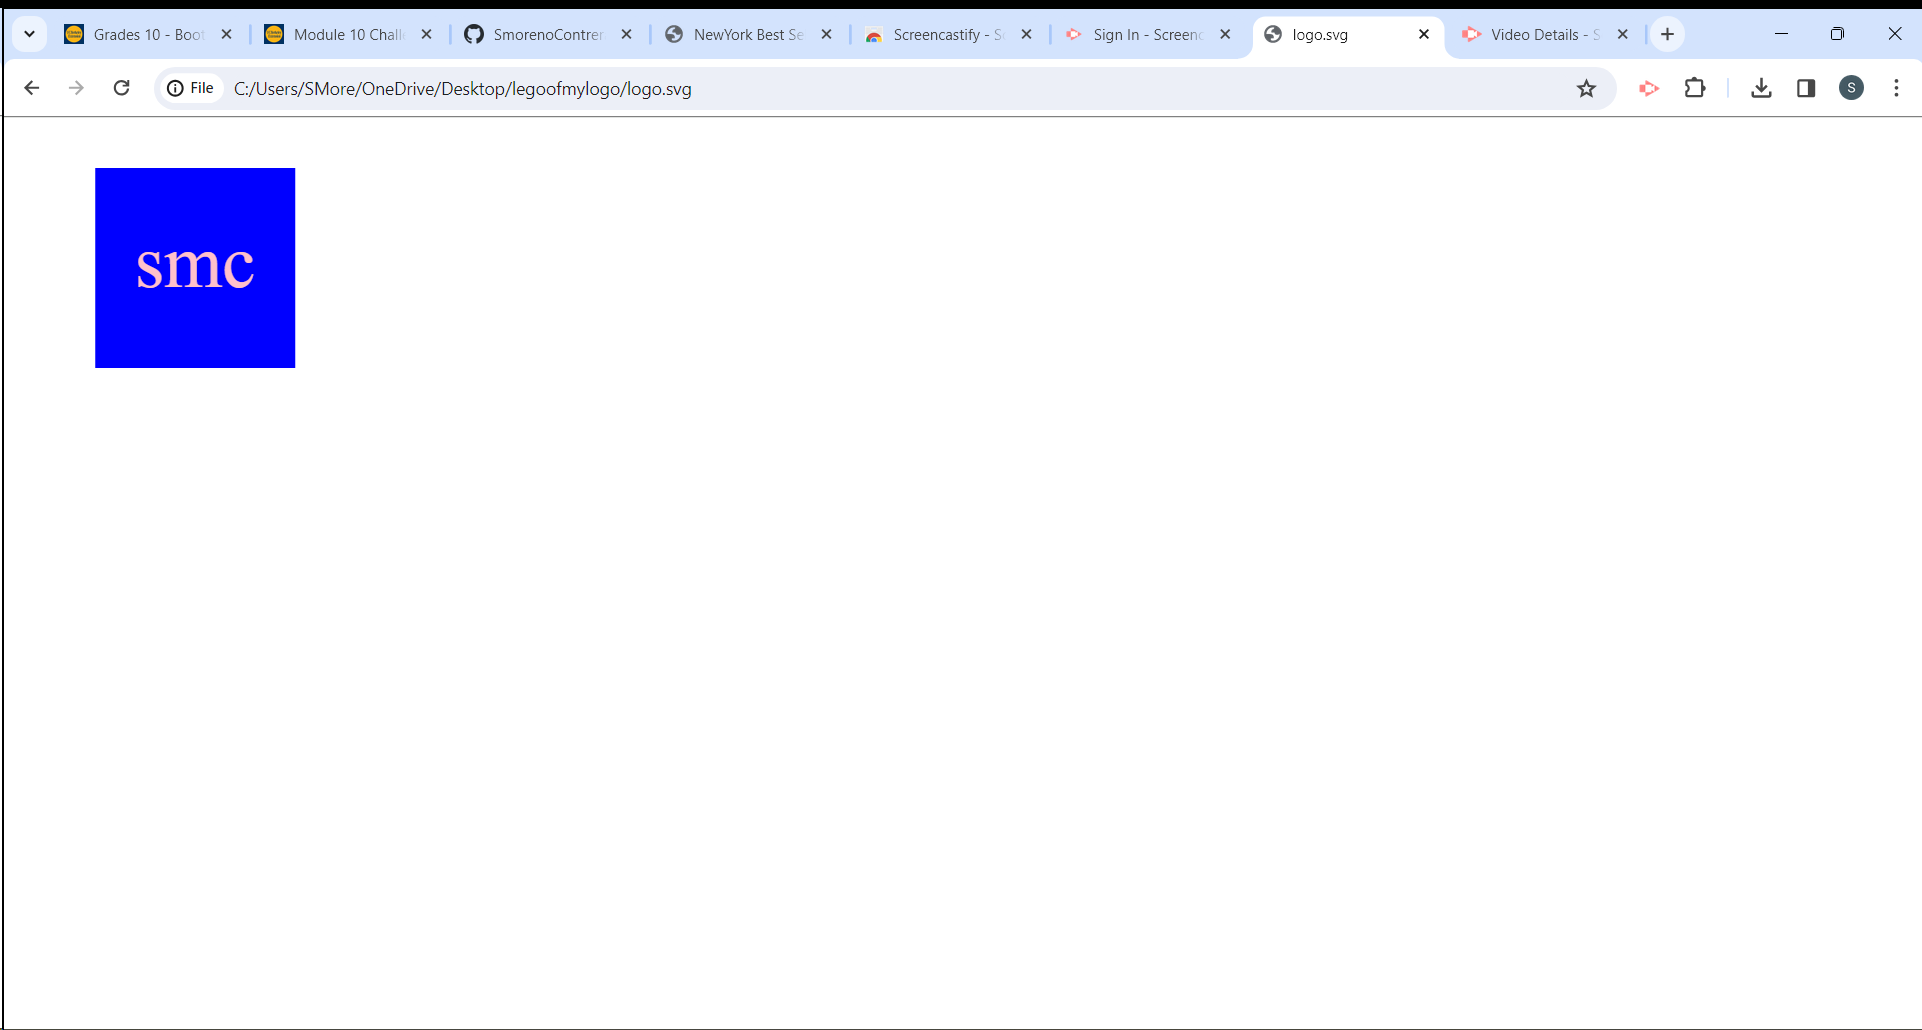 Grades 10 - Boot
Module 10 Chall
SmorenoContrer
NewYork Best Se
Screencastify - S
Sign In - Screenc
logo.svg
Video Details - S
File
C:/Users/SMore/OneDrive/Desktop/legoofmylogo/logo.svg
S
smc